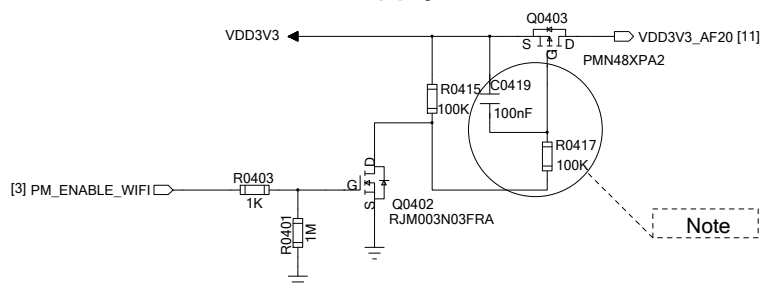 Q0403
VDD3V3
S
D
G
VDD3V3_AF20 [11]
PMN48XPA2
R0415
100K
C0419
100nF
R0417
100K
D
G
S
[3] PM_ENABLE_WIFI
R0403
1K
R0401
1M
Q0402
RJM003N03FRA
Note